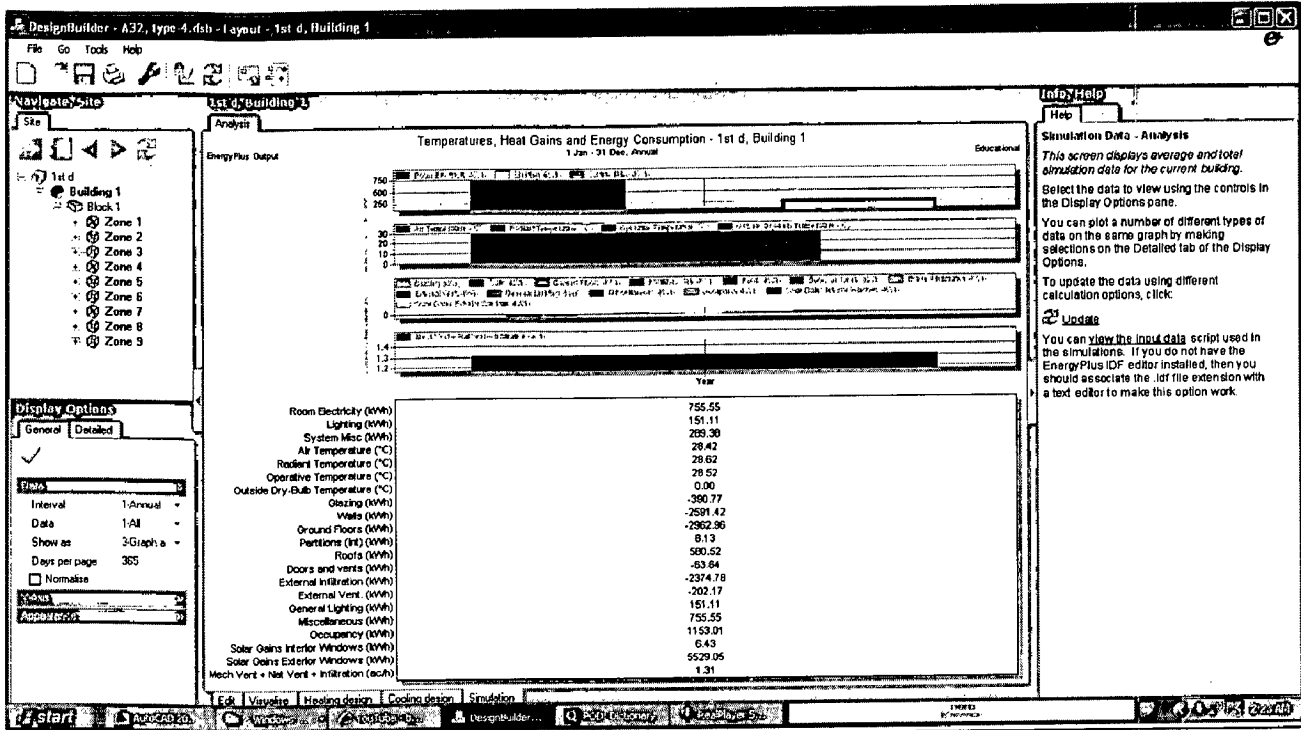 DesignBuilder - A32, type-4.dsb - Layout - 1st d, Building 1
File Go Tools Help
Navigate, Site
Site
1st d
Building 1
Block 1
Zone 1
Zone 2
Zone 3
Zone 4
Zone 5
Zone 6
Zone 7
Zone 8
Zone 9
Display Options
General Detailed
Data
Interval 1-Annual
Data 1-All
Show as 3-Graph a
Days per page 365
Normalise
1st d, Building 1
Analysis
Temperatures, Heat Gains and Energy Consumption - 1st d, Building 1
EnergyPlus Output 1 Jan - 31 Dec, Annual Educational
750
500
250
30
20
10
0
0
1.4
1.3
1.2
Year
Room Electricity (kWh) 755.55
Lighting (kWh) 151.11
System Misc (kWh) 289.38
Air Temperature (°C) 28.42
Radiant Temperature (°C) 28.62
Operative Temperature (°C) 28.52
Outside Dry-Bulb Temperature (°C) 0.00
Glazing (kWh) -390.77
Walls (kWh) -2591.42
Ground Floors (kWh) -2962.96
Partitions (int) (kWh) 8.13
Roofs (kWh) 580.52
Doors and vents (kWh) -63.64
External Infiltration (kWh) -2374.78
External Vent. (kWh) -202.17
General Lighting (kWh) 151.11
Miscellaneous (kWh) 755.55
Occupancy (kWh) 1153.01
Solar Gains Interior Windows (kWh) 6.43
Solar Gains Exterior Windows (kWh) 5529.05
Mech Vent + Nat Vent + Infiltration (ac/h) 1.31
Edit Visualise Heating design Cooling design Simulation
Info, Help
Help
Simulation Data - Analysis
This screen displays average and total
simulation data for the current building.
Select the data to view using the controls in
the Display Options pane.
You can plot a number of different types of
data on the same graph by making
selections on the Detailed tab of the Display
Options.
To update the data using different
calculation options, click:
Update
You can view the input data script used in
the simulations. If you do not have the
EnergyPlus IDF editor installed, then you
should associate the .idf file extension with
a text editor to make this option work.
start AutoCAD 20... Windows DesignBuilder... Dictionary RealPlayer